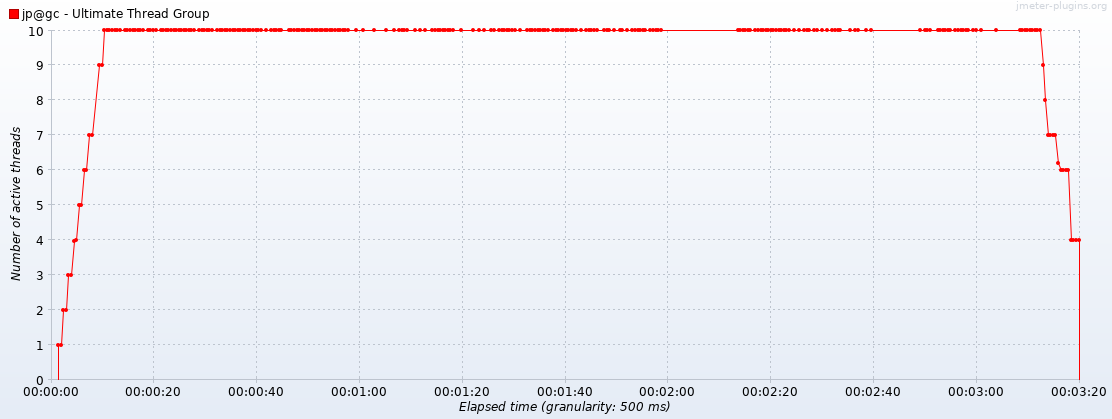 jmeter-plugins.org
jp@gc - Ultimate Thread Group
10
9
8
7
6
5
4
3
2
1
0
Number of active threads
00:00:00 00:00:20 00:00:40 00:01:00 00:01:20 00:01:40 00:02:00 00:02:20 00:02:40 00:03:00 00:03:20
Elapsed time (granularity: 500 ms)